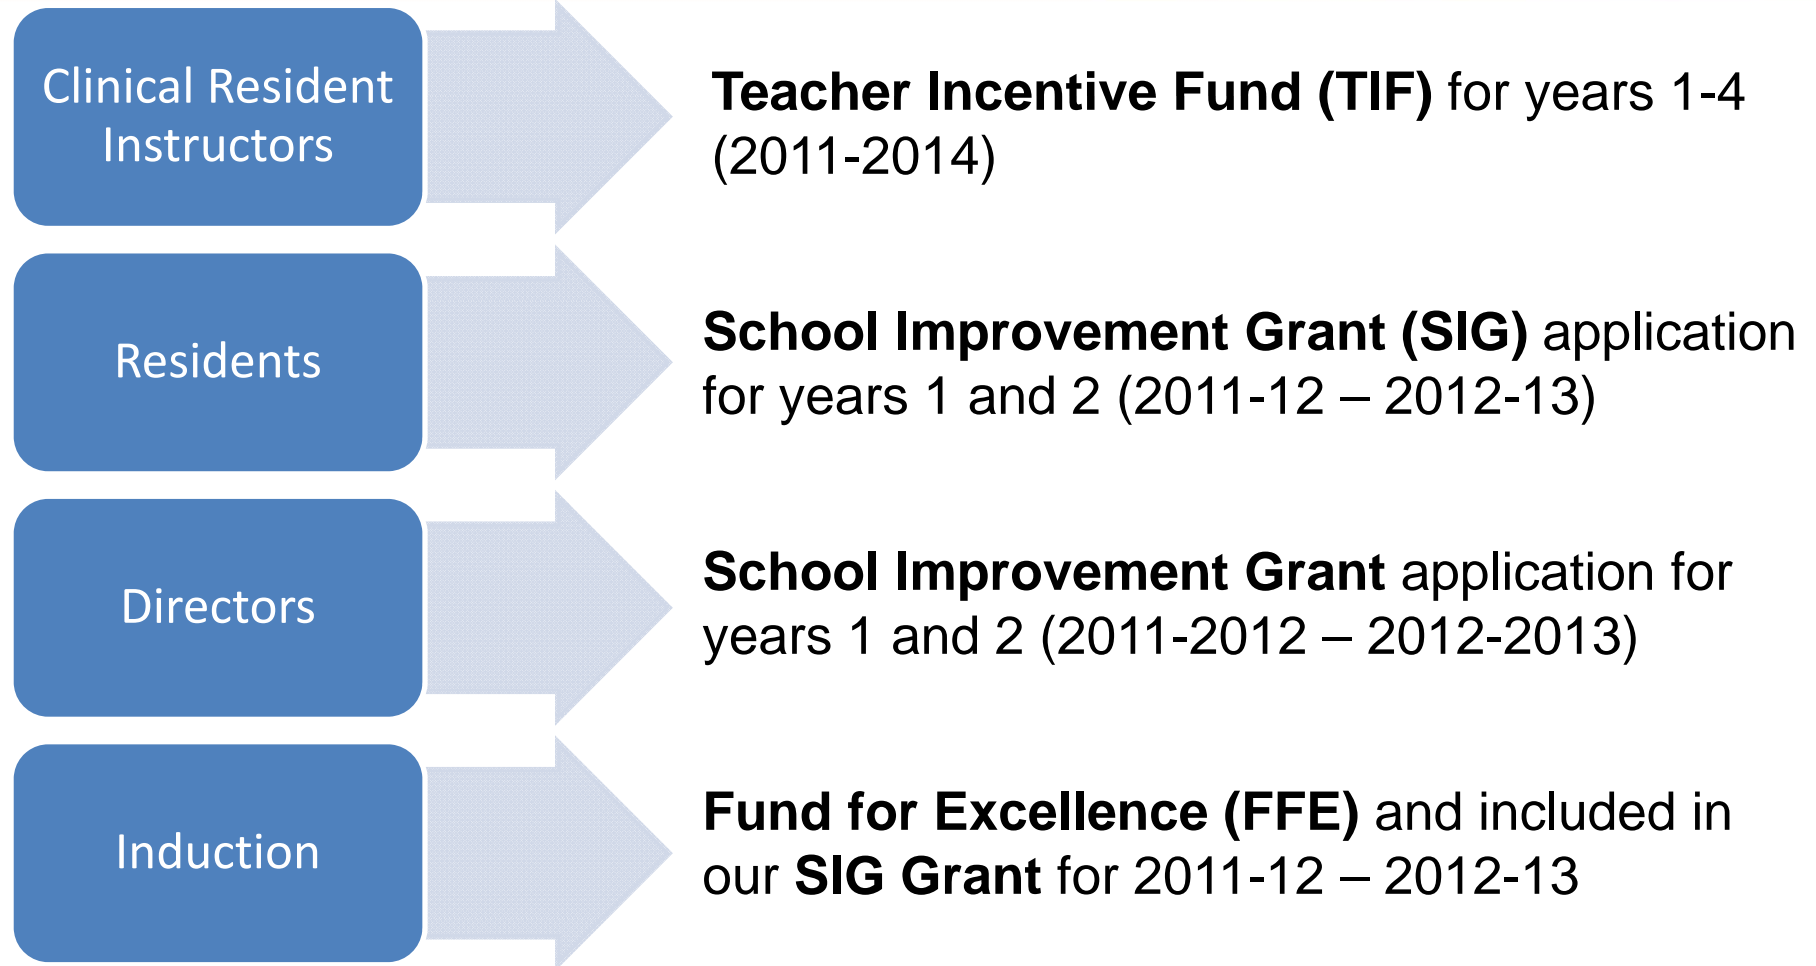 Clinical Resident
Instructors
Teacher Incentive Fund (TIF) for years 1-4
(2011-2014)
Residents
School Improvement Grant (SIG) application
for years 1 and 2 (2011-12 – 2012-13)
Directors
School Improvement Grant application for
years 1 and 2 (2011-2012 – 2012-2013)
Induction
Fund for Excellence (FFE) and included in
our SIG Grant for 2011-12 – 2012-13